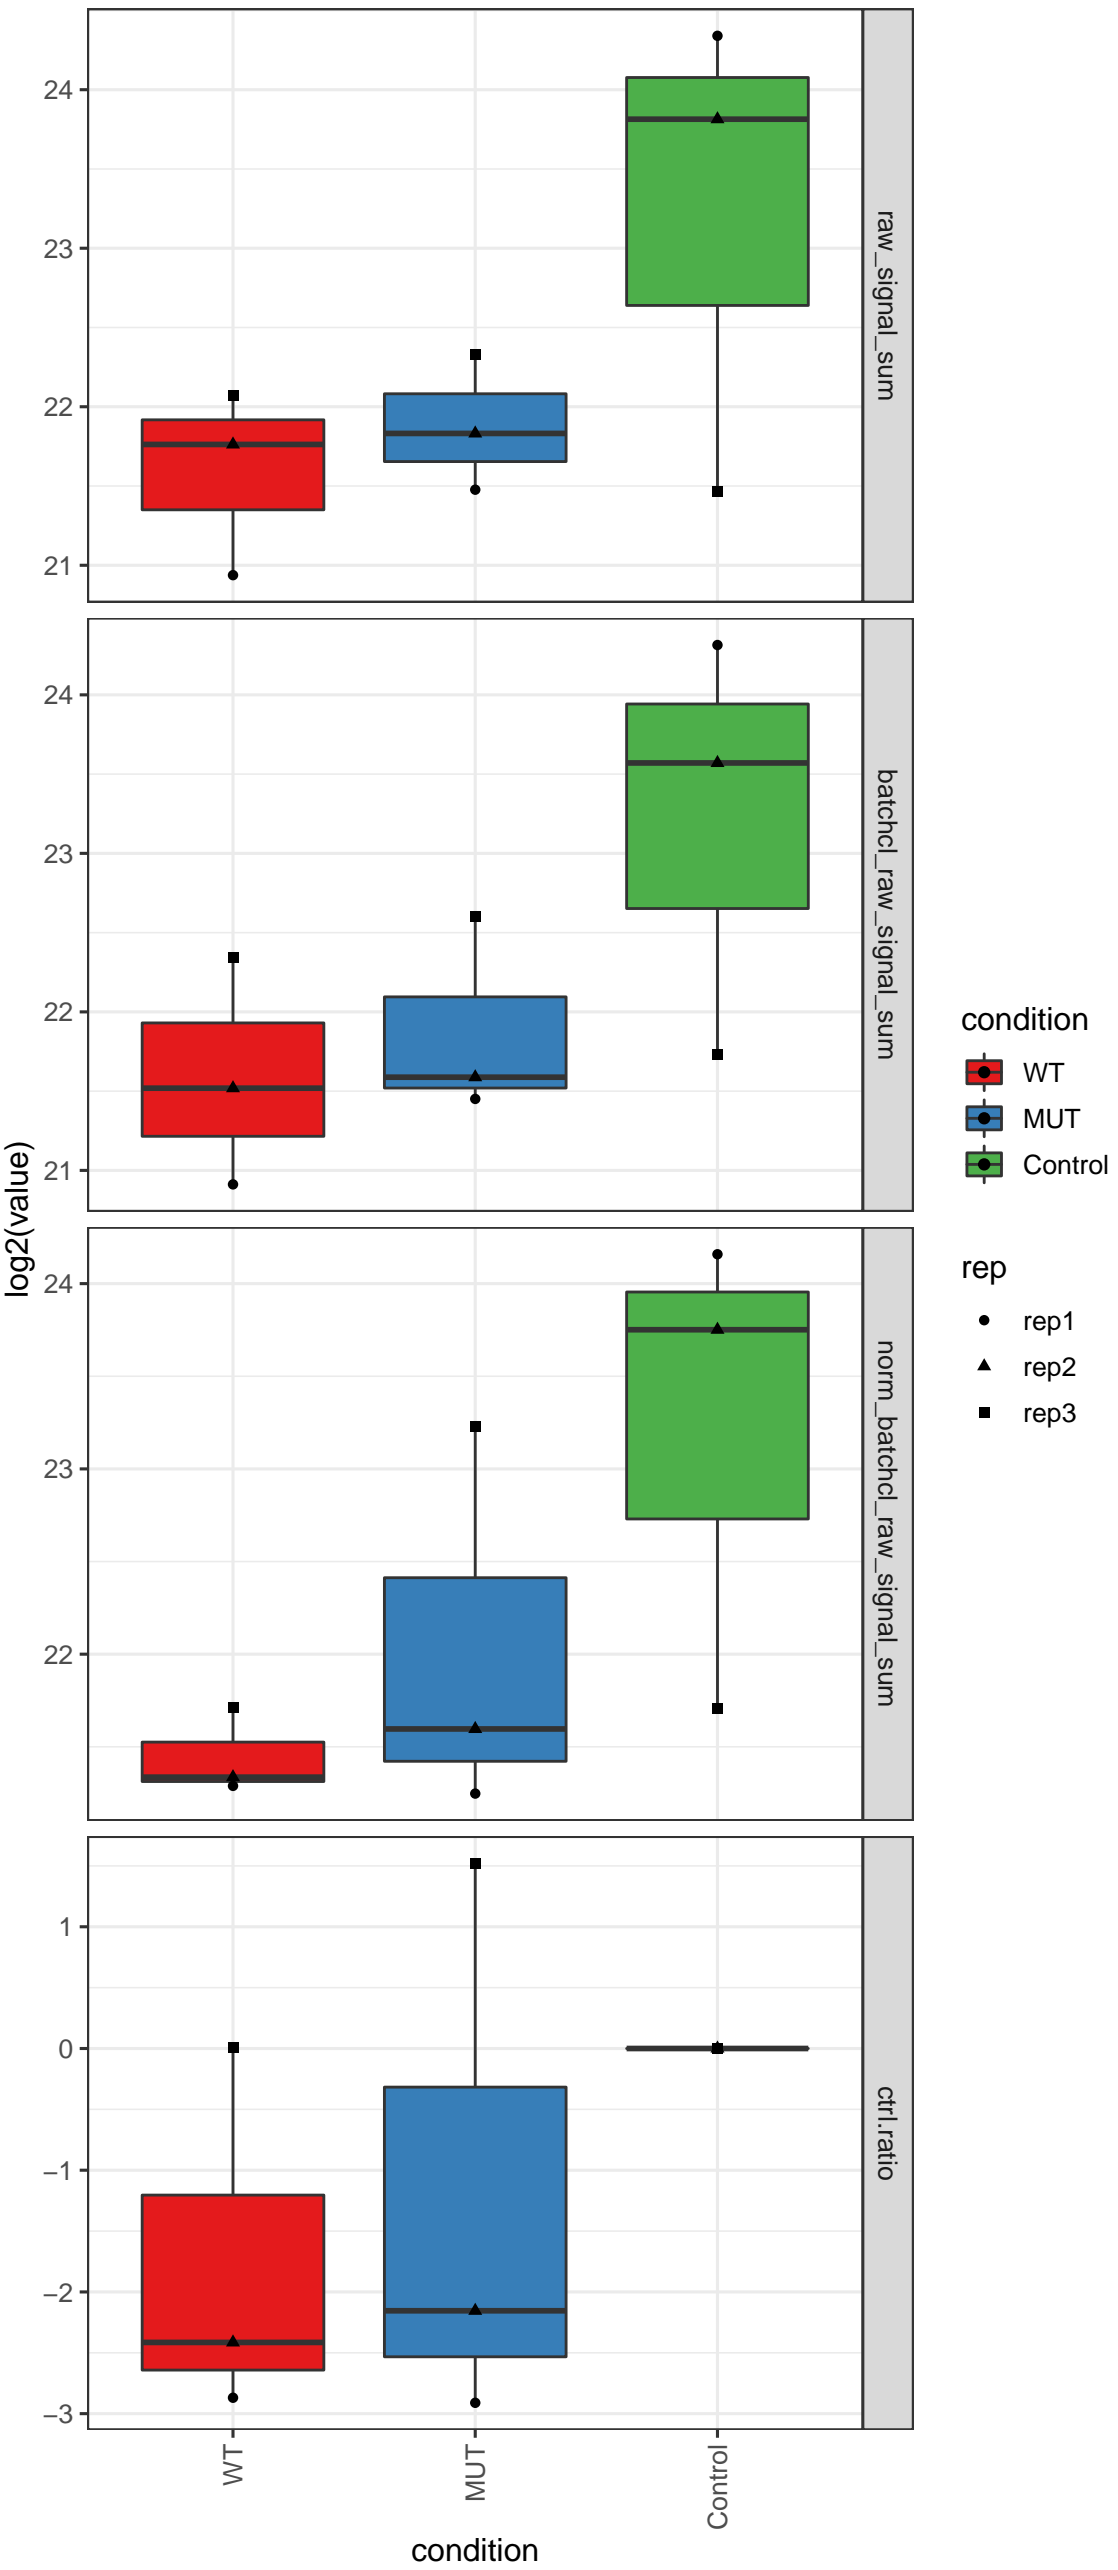 24
23
22
21
raw_signal_sum
24
23
22
21
batchcl_raw_signal_sum
24
23
22
norm_batchcl_raw_signal_sum
1
0
−1
−2
−3
ctrl.ratio
log2(value)
WT
MUT
Control
condition
condition
WT
MUT
Control
rep
rep1
rep2
rep3